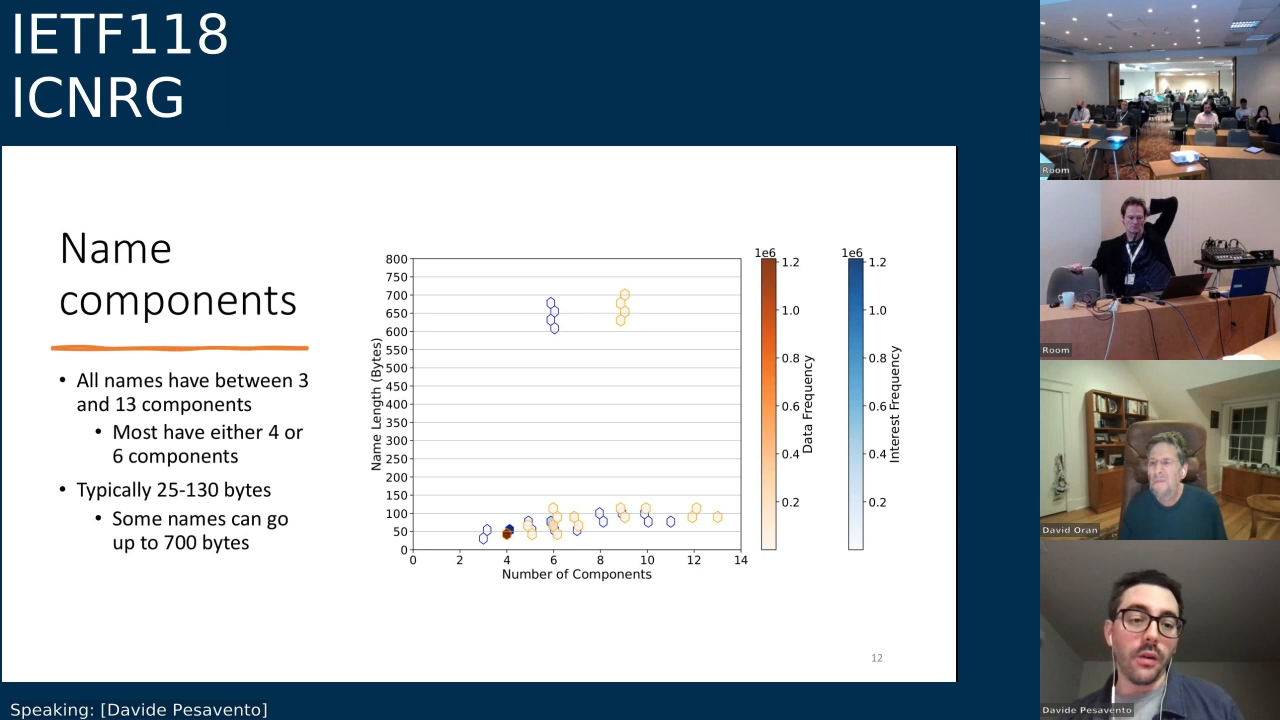 IETF118
ICNRG
Name
components
• All names have between 3
and 13 components
• Most have either 4 or
6 components
• Typically 25-130 bytes
• Some names can go
up to 700 bytes
Name Length (Bytes)
800
750
700
650
600
550
500
450
400
350
300
250
200
150
100
50
0
0 2 4 6 8 10 12 14
Number of Components
1e6
1.2
1.0
0.8
0.6
0.4
0.2
Data Frequency
1e6
1.2
1.0
0.8
0.6
0.4
0.2
Interest Frequency
12
Room
Room
David Oran
Davide Pesavento
Speaking: [Davide Pesavento]